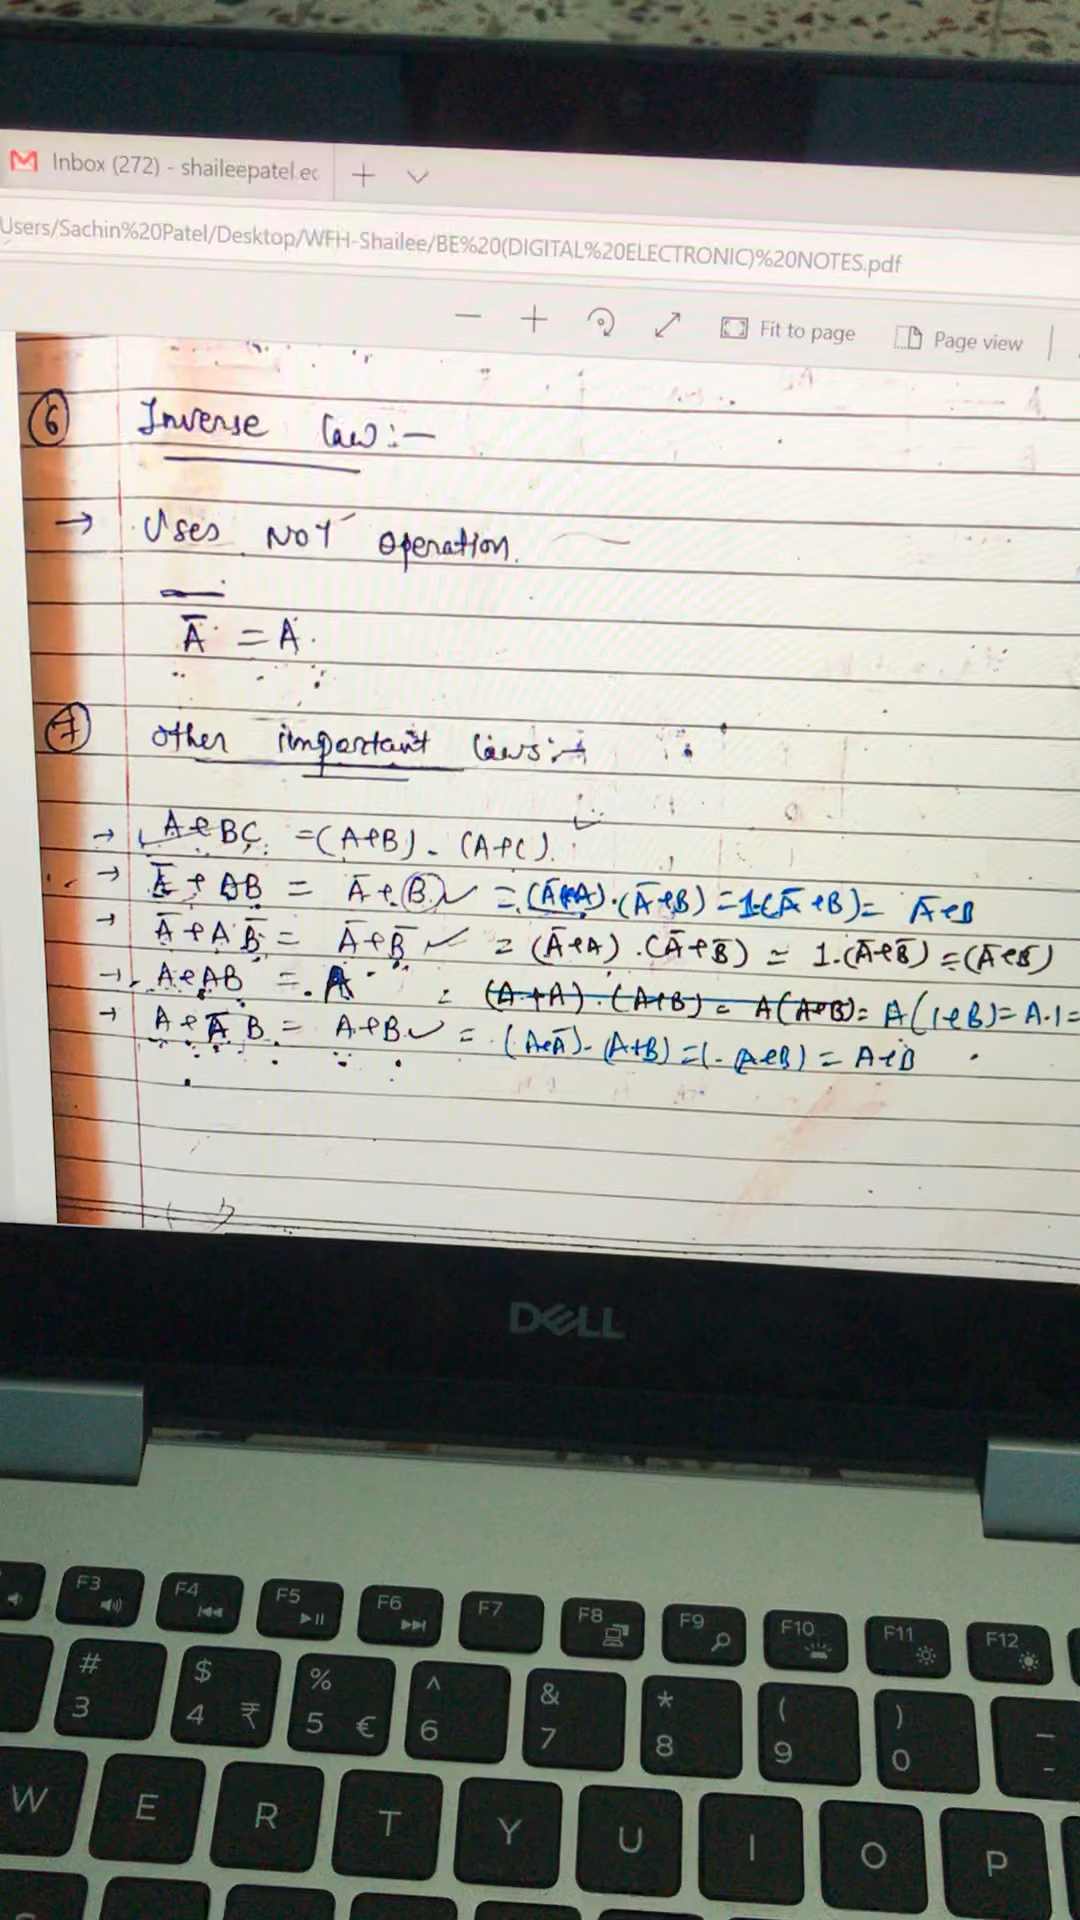 Inbox (272) - shaileepatel.ec
Users/Sachin%20Patel/Desktop/WFH-Shailee/BE%20(DIGITAL%20ELECTRONIC)%20NOTES.pdf
Fit to page
Page view
⑥ Inverse law:-
→ Uses NOT operation.
A̿ = A.
⑦ other important laws:→
→ A+BC = (A+B) . (A+C).
→ A̅ + AB = A̅ + B ✓ = (A̅+A).(A̅+B) = 1.(A̅+B) = A̅+B
→ A̅+AB̅ = A̅+B̅ ✓ = (A̅+A).(A̅+B̅) = 1.(A̅+B̅) = (A̅+B̅)
→ A+AB = A = (A+A).(A+B) = A(A+B) = A(1+B) = A.1 =
→ A+A̅B = A+B ✓ = (A+A̅).(A+B) = 1.(A+B) = A+B
DELL
F3 F4 F5 F6 F7 F8 F9 F10 F11 F12
# $ % ^ & * ( ) _
3 4 ₹ 5 € 6 7 8 9 0 -
W E R T Y U I O P